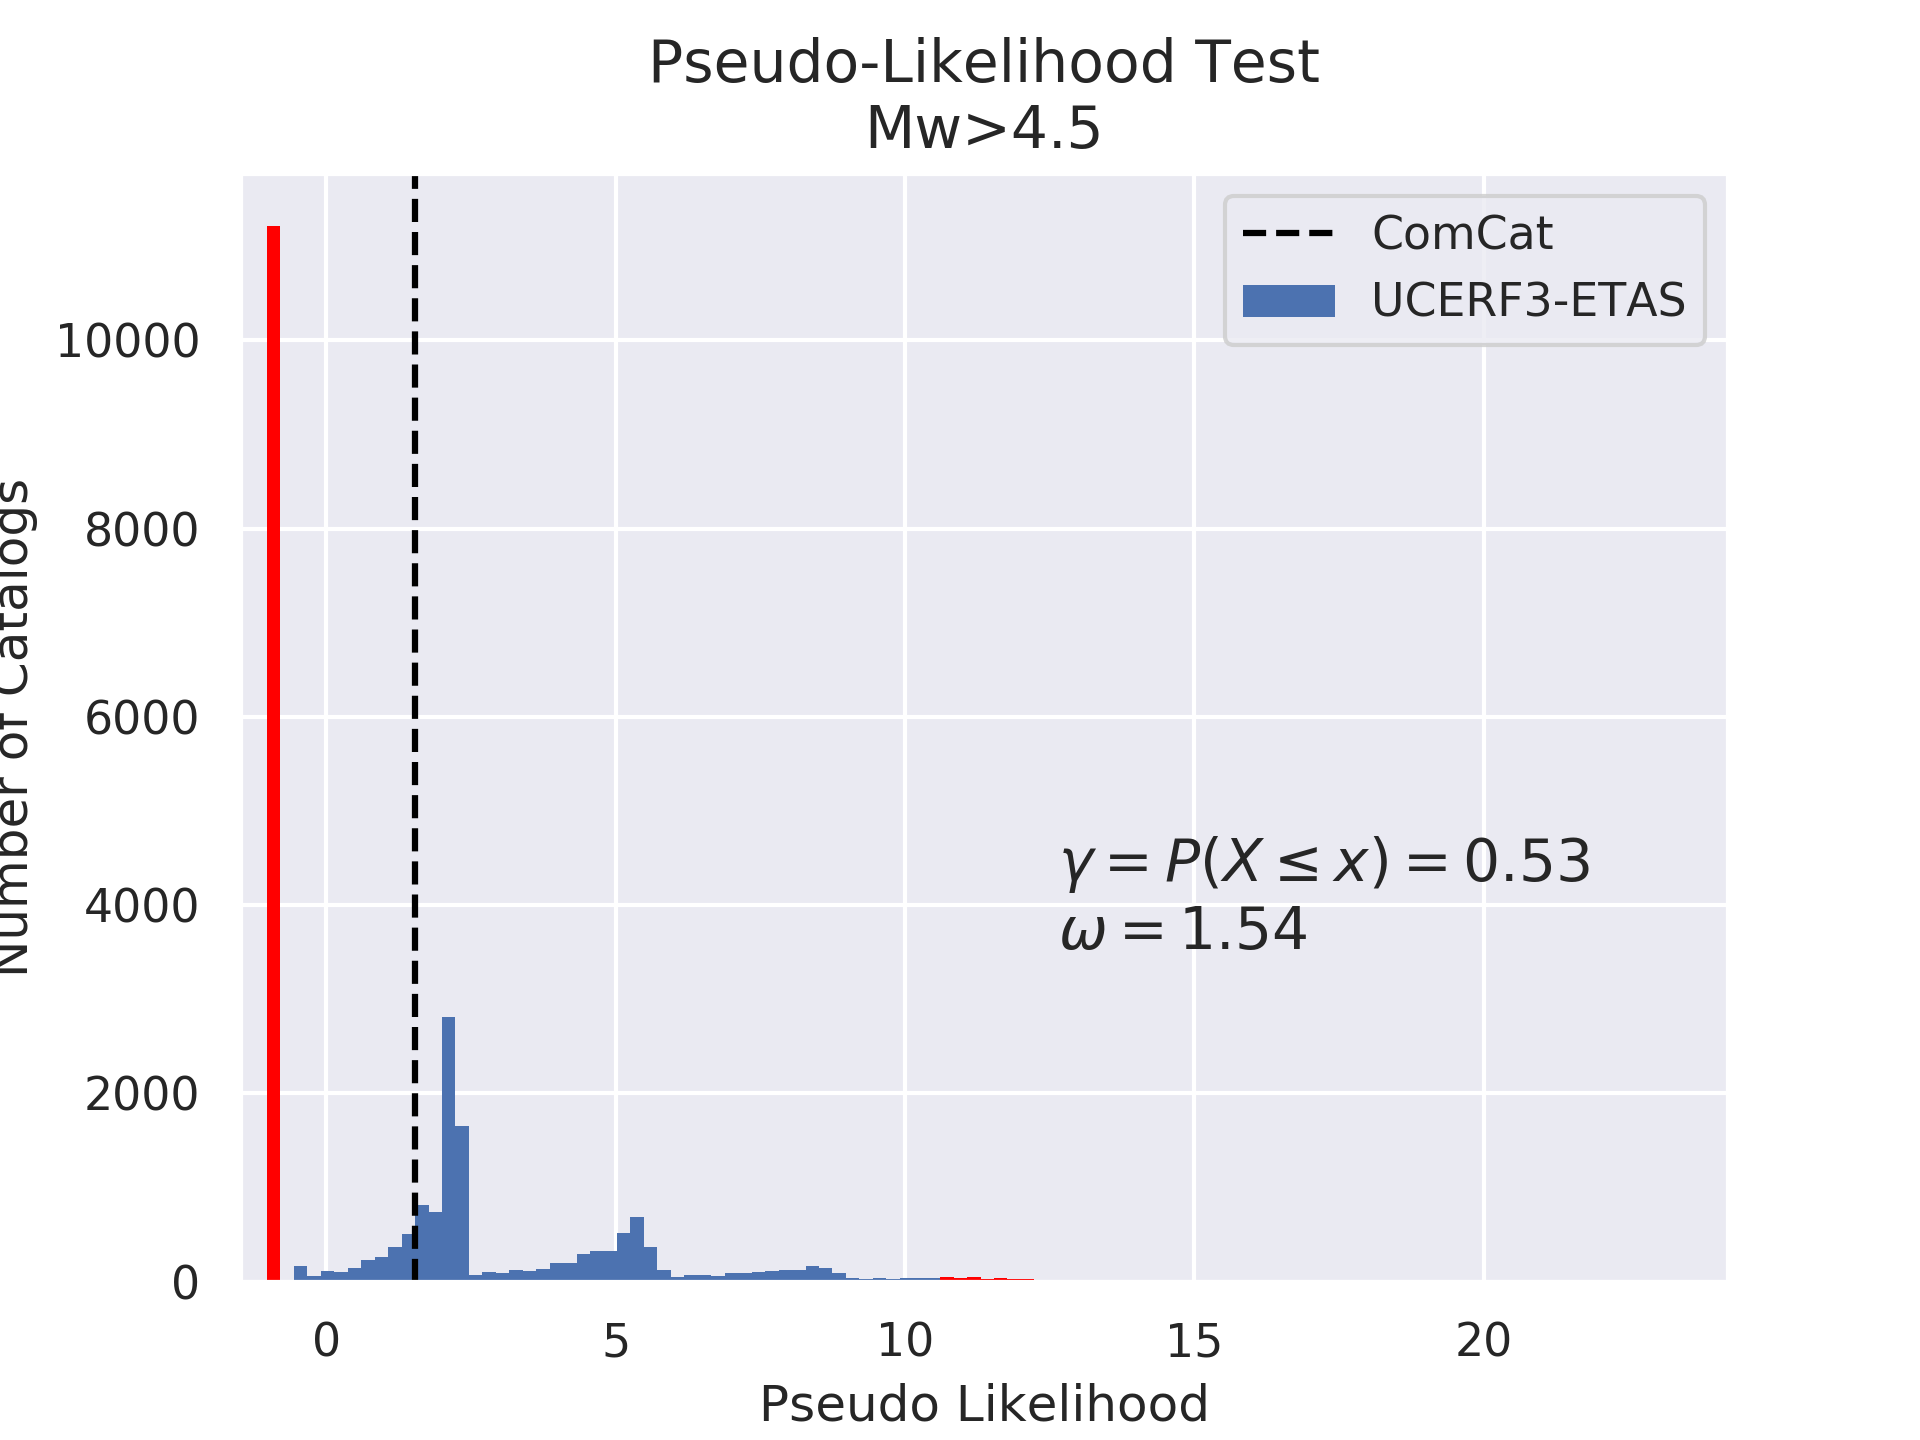 Pseudo-Likelihood Test
Mw>4.5
ComCat
UCERF3-ETAS
10000
8000
6000
4000
2000
0
Number of Catalogs
γ = P(X ≤ x) = 0.53
ω = 1.54
0 5 10 15 20
Pseudo Likelihood